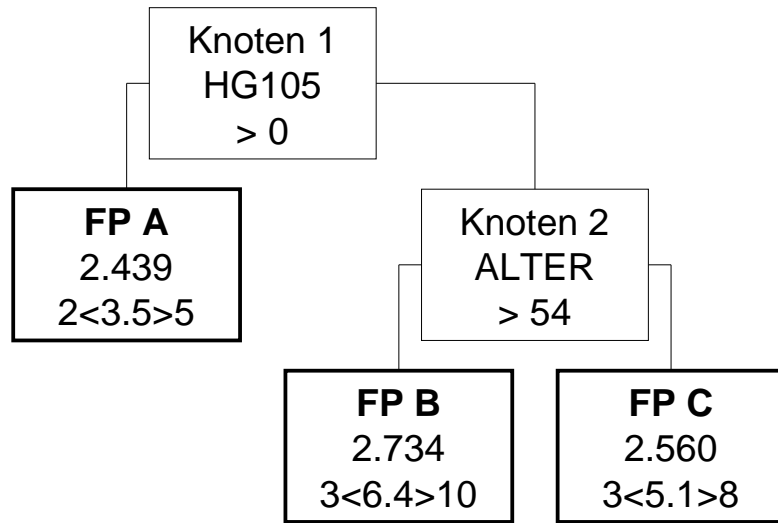 Knoten 1
HG105
> 0
FP A
2.439
2<3.5>5
Knoten 2
ALTER
> 54
FP B
2.734
3<6.4>10
FP C
2.560
3<5.1>8